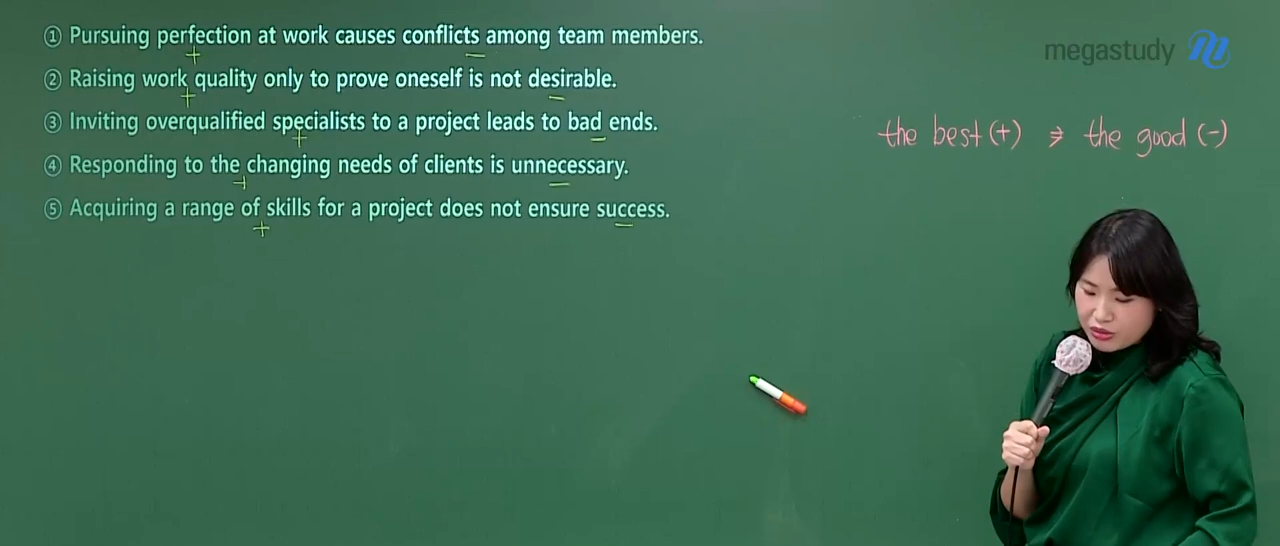 ① Pursuing perfection at work causes conflicts among team members.
② Raising work quality only to prove oneself is not desirable.
③ Inviting overqualified specialists to a project leads to bad ends.
④ Responding to the changing needs of clients is unnecessary.
⑤ Acquiring a range of skills for a project does not ensure success.
megastudy
the best (+) ⇒ the good (-)